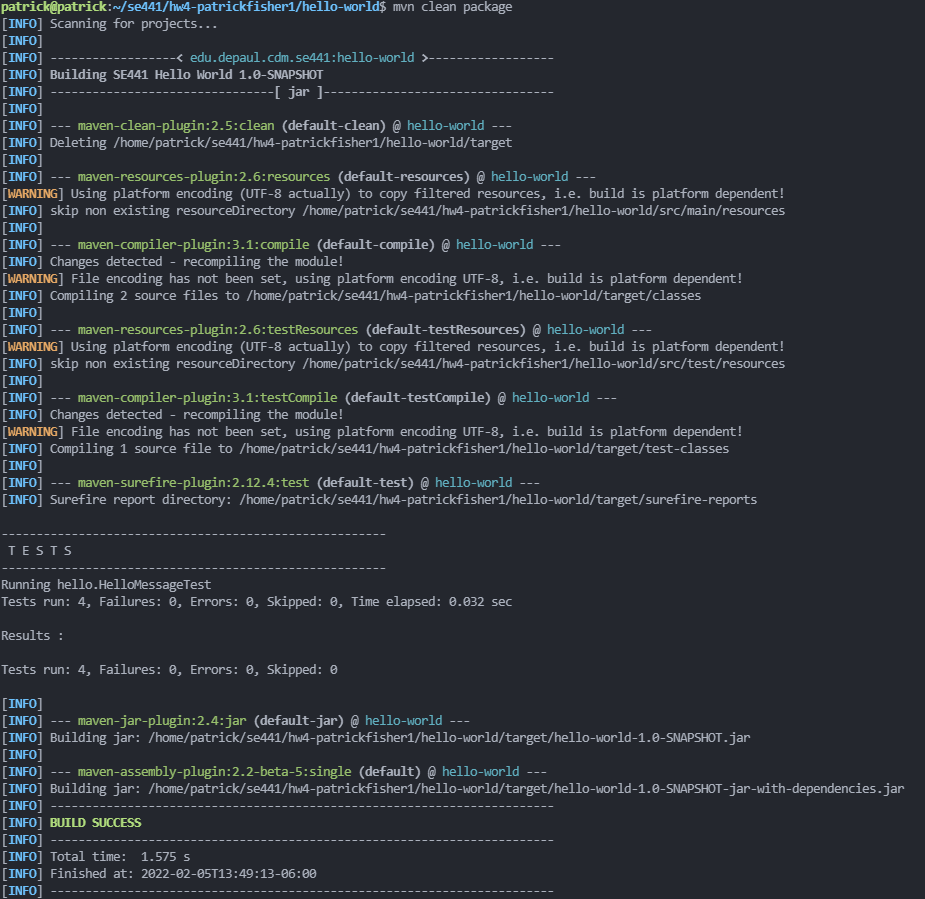 patrick@patrick:~/se441/hw4-patrickfisher1/hello-world$ mvn clean package
[INFO] Scanning for projects...
[INFO]
[INFO] ------------------< edu.depaul.cdm.se441:hello-world >------------------
[INFO] Building SE441 Hello World 1.0-SNAPSHOT
[INFO] --------------------------------[ jar ]---------------------------------
[INFO]
[INFO] --- maven-clean-plugin:2.5:clean (default-clean) @ hello-world ---
[INFO] Deleting /home/patrick/se441/hw4-patrickfisher1/hello-world/target
[INFO]
[INFO] --- maven-resources-plugin:2.6:resources (default-resources) @ hello-world ---
[WARNING] Using platform encoding (UTF-8 actually) to copy filtered resources, i.e. build is platform dependent!
[INFO] skip non existing resourceDirectory /home/patrick/se441/hw4-patrickfisher1/hello-world/src/main/resources
[INFO]
[INFO] --- maven-compiler-plugin:3.1:compile (default-compile) @ hello-world ---
[INFO] Changes detected - recompiling the module!
[WARNING] File encoding has not been set, using platform encoding UTF-8, i.e. build is platform dependent!
[INFO] Compiling 2 source files to /home/patrick/se441/hw4-patrickfisher1/hello-world/target/classes
[INFO]
[INFO] --- maven-resources-plugin:2.6:testResources (default-testResources) @ hello-world ---
[WARNING] Using platform encoding (UTF-8 actually) to copy filtered resources, i.e. build is platform dependent!
[INFO] skip non existing resourceDirectory /home/patrick/se441/hw4-patrickfisher1/hello-world/src/test/resources
[INFO]
[INFO] --- maven-compiler-plugin:3.1:testCompile (default-testCompile) @ hello-world ---
[INFO] Changes detected - recompiling the module!
[WARNING] File encoding has not been set, using platform encoding UTF-8, i.e. build is platform dependent!
[INFO] Compiling 1 source file to /home/patrick/se441/hw4-patrickfisher1/hello-world/target/test-classes
[INFO]
[INFO] --- maven-surefire-plugin:2.12.4:test (default-test) @ hello-world ---
[INFO] Surefire report directory: /home/patrick/se441/hw4-patrickfisher1/hello-world/target/surefire-reports

-------------------------------------------------------
 T E S T S
-------------------------------------------------------
Running hello.HelloMessageTest
Tests run: 4, Failures: 0, Errors: 0, Skipped: 0, Time elapsed: 0.032 sec

Results :

Tests run: 4, Failures: 0, Errors: 0, Skipped: 0

[INFO]
[INFO] --- maven-jar-plugin:2.4:jar (default-jar) @ hello-world ---
[INFO] Building jar: /home/patrick/se441/hw4-patrickfisher1/hello-world/target/hello-world-1.0-SNAPSHOT.jar
[INFO]
[INFO] --- maven-assembly-plugin:2.2-beta-5:single (default) @ hello-world ---
[INFO] Building jar: /home/patrick/se441/hw4-patrickfisher1/hello-world/target/hello-world-1.0-SNAPSHOT-jar-with-dependencies.jar
[INFO] ------------------------------------------------------------------------
[INFO] BUILD SUCCESS
[INFO] ------------------------------------------------------------------------
[INFO] Total time:  1.575 s
[INFO] Finished at: 2022-02-05T13:49:13-06:00
[INFO] ------------------------------------------------------------------------